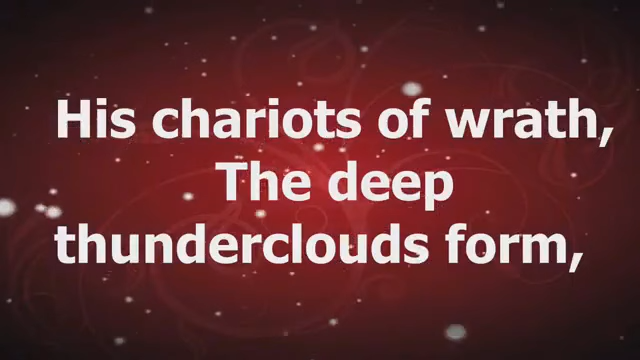 His chariots of wrath,
The deep
thunderclouds form,